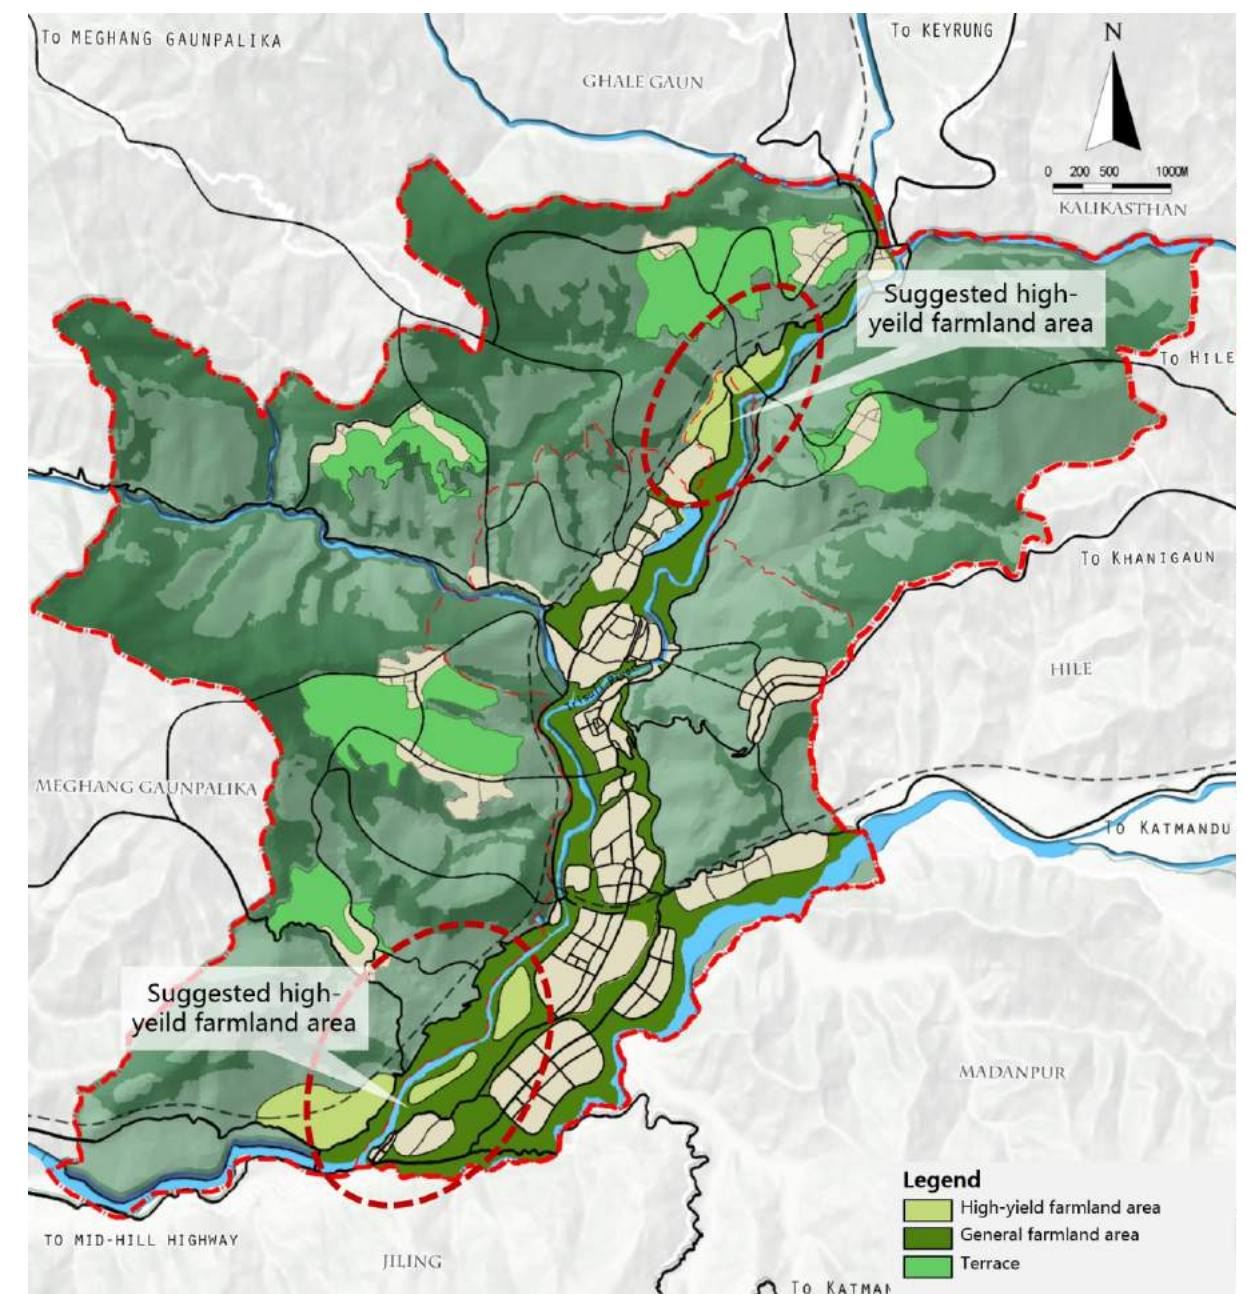 To MEGHANG GAUNPALIKA
To KEYRUNG
N
GHALE GAUN
0 200 500 1000M
KALIKASTHAN
Suggested high-
yeild farmland area
To HILE
To KHANIGAUN
HILE
MEGHANG GAUNPALIKA
To KATMANDU
Suggested high-
yeild farmland area
MADANPUR
Legend
High-yield farmland area
General farmland area
Terrace
TO MID-HILL HIGHWAY
JILING
To KATMAN